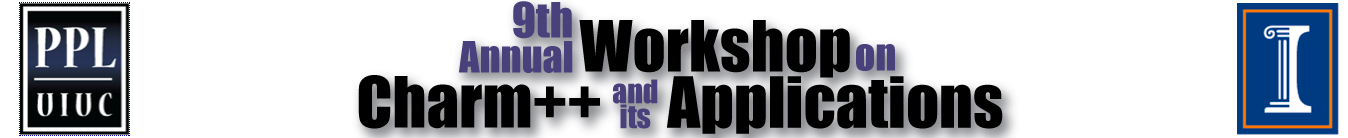 PPL
UIUC
9th
Annual Workshop on
Charm++ and its Applications
I